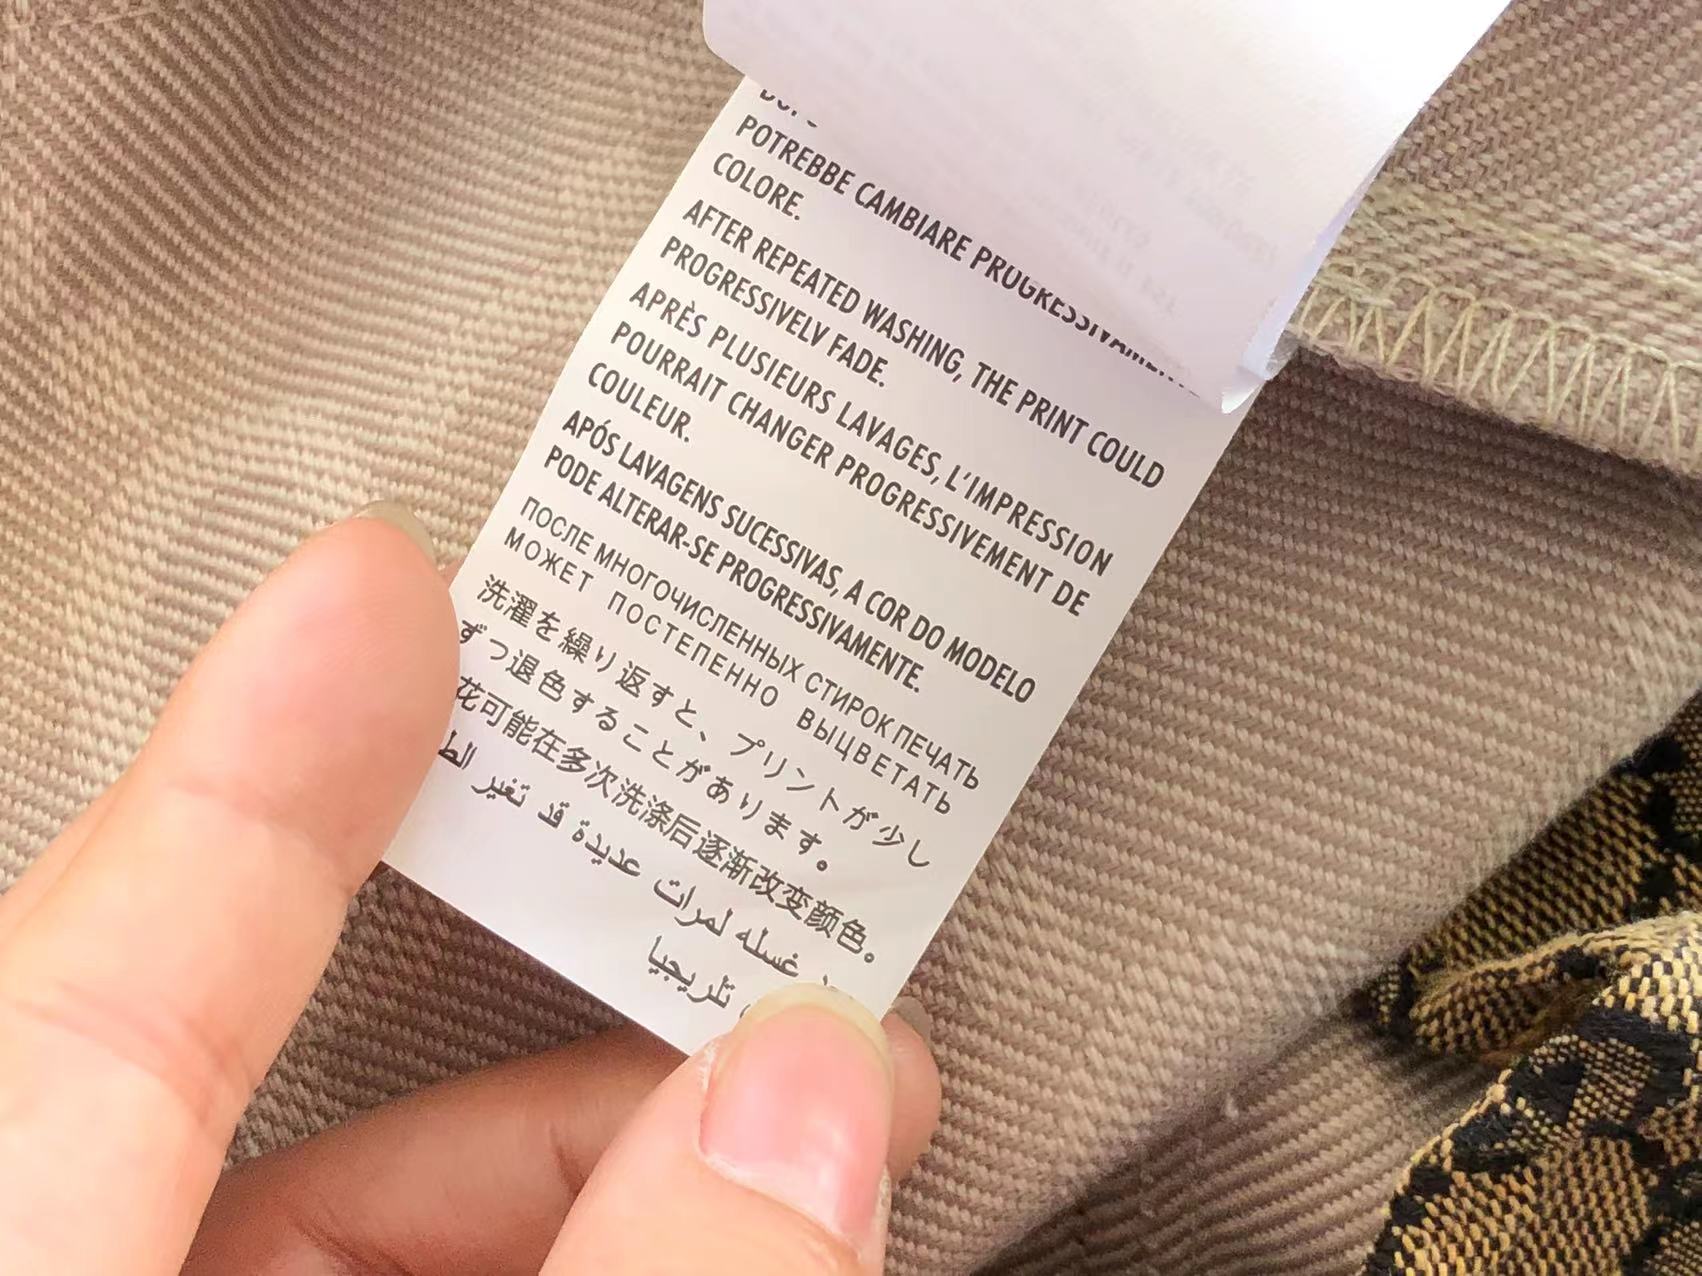 POTREBBE CAMBIARE PROGRESSIVAMENTE
COLORE.
AFTER REPEATED WASHING, THE PRINT COULD
PROGRESSIVELV FADE.
APRÈS PLUSIEURS LAVAGES, L'IMPRESSION
POURRAIT CHANGER PROGRESSIVEMENT DE
COULEUR.
APÓS LAVAGENS SUCESSIVAS, A COR DO MODELO
PODE ALTERAR-SE PROGRESSIVAMENTE.
ПОСЛЕ МНОГОЧИСЛЕННЫХ СТИРОК ПЕЧАТЬ
МОЖЕТ ПОСТЕПЕННО ВЫЦВЕТАТЬ
洗濯を繰り返すと、プリントが少し
ずつ退色することがあります。
花可能在多次洗涤后逐渐改变颜色。
غسله لمرات عديدة قد تغير
تدريجيا